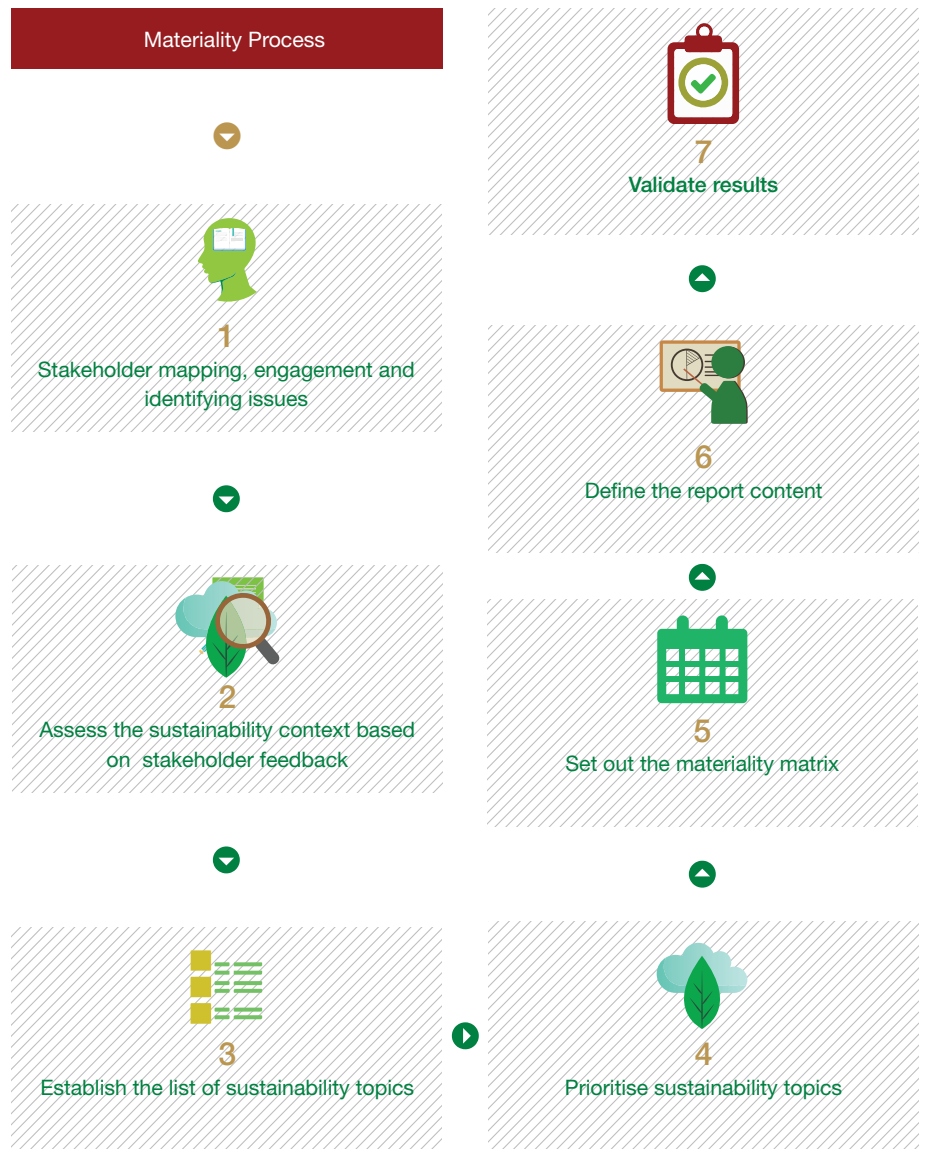 Materiality Process
1
Stakeholder mapping, engagement and
identifying issues
2
Assess the sustainability context based
on  stakeholder feedback
3
Establish the list of sustainability topics
4
Prioritise sustainability topics
5
Set out the materiality matrix
6
Define the report content
7
Validate results